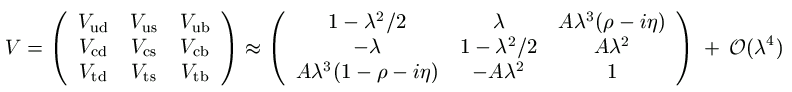 V = ( V_ud V_us V_ub ; V_cd V_cs V_cb ; V_td V_ts V_tb ) ≈ ( 1 − λ²/2 λ Aλ³(ρ − iη) ; −λ 1 − λ²/2 Aλ² ; Aλ³(1 − ρ − iη) −Aλ² 1 ) + 𝒪(λ⁴)